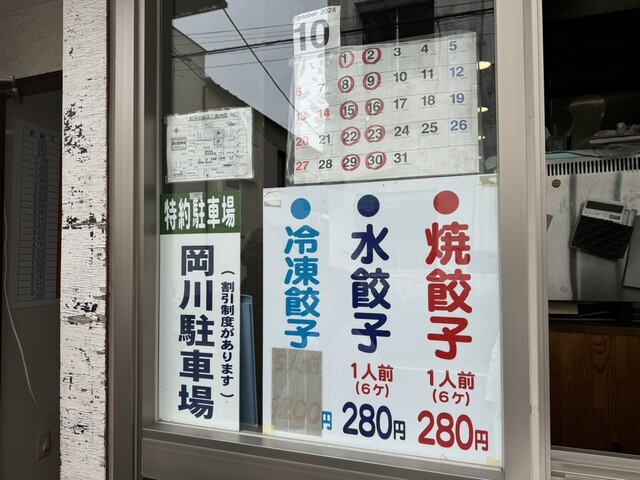 October 2024
10
1 2 3 4 5
6 7 8 9 10 11 12
13 14 15 16 17 18 19
20 21 22 23 24 25 26
27 28 29 30 31
特約駐車場
岡川駐車場
(割引制度があります)
●焼餃子
1人前
(6ケ)
280円
●水餃子
1人前
(6ケ)
280円
●冷凍餃子
円